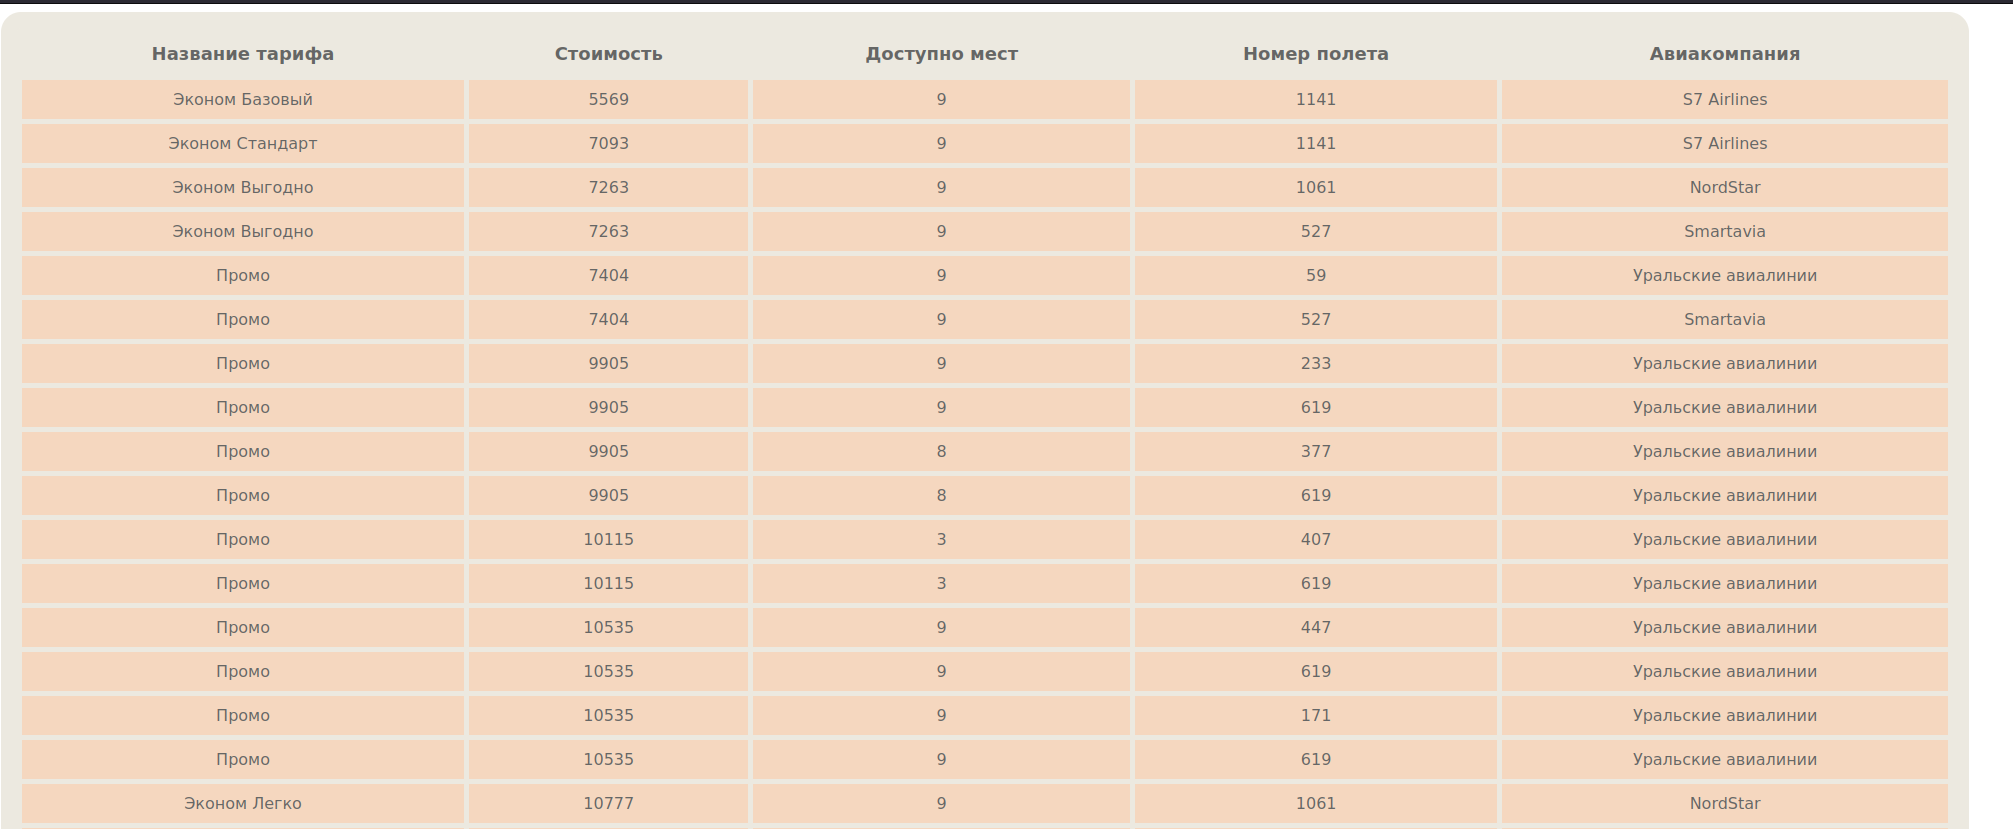 Название тарифа Стоимость Доступно мест Номер полета Авиакомпания
Эконом Базовый 5569 9 1141 S7 Airlines
Эконом Стандарт 7093 9 1141 S7 Airlines
Эконом Выгодно 7263 9 1061 NordStar
Эконом Выгодно 7263 9 527 Smartavia
Промо 7404 9 59 Уральские авиалинии
Промо 7404 9 527 Smartavia
Промо 9905 9 233 Уральские авиалинии
Промо 9905 9 619 Уральские авиалинии
Промо 9905 8 377 Уральские авиалинии
Промо 9905 8 619 Уральские авиалинии
Промо 10115 3 407 Уральские авиалинии
Промо 10115 3 619 Уральские авиалинии
Промо 10535 9 447 Уральские авиалинии
Промо 10535 9 619 Уральские авиалинии
Промо 10535 9 171 Уральские авиалинии
Промо 10535 9 619 Уральские авиалинии
Эконом Легко 10777 9 1061 NordStar